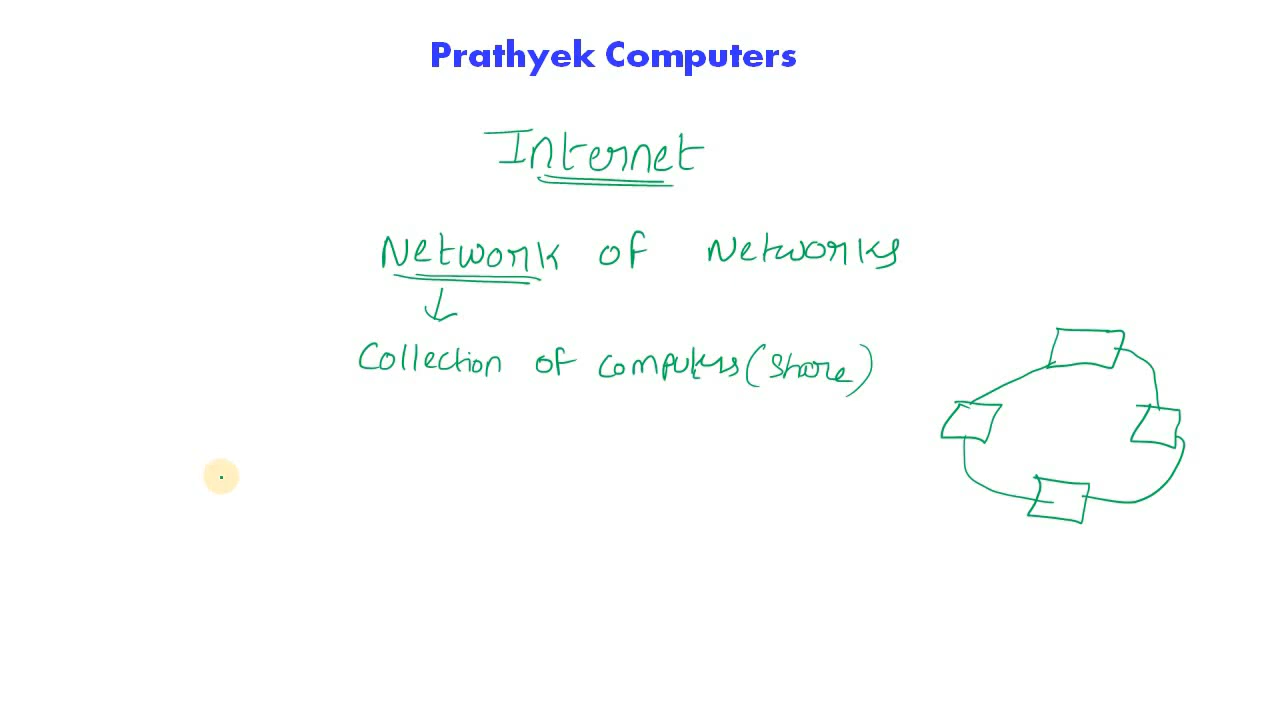 Prathyek Computers
Internet
Network of Networks
Collection of computers (share)